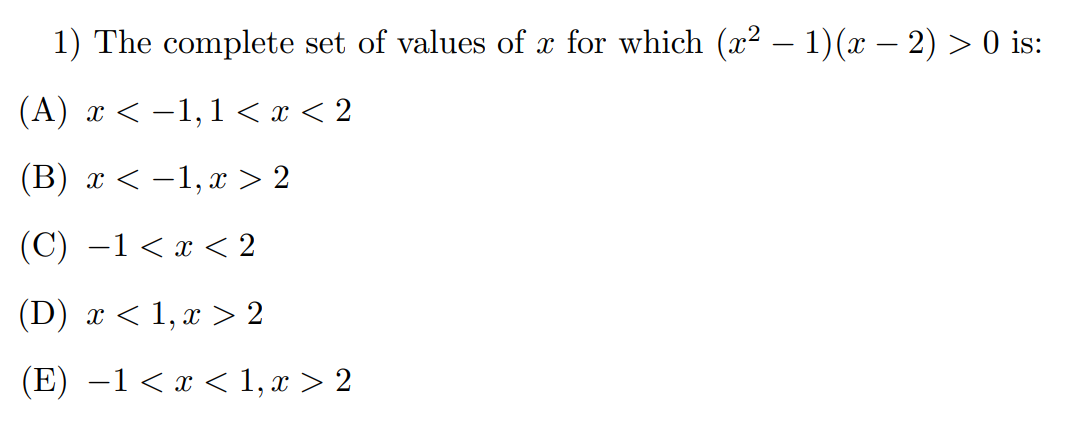 1) The complete set of values of x for which (x² − 1)(x − 2) > 0 is:
(A) x < −1, 1 < x < 2
(B) x < −1, x > 2
(C) −1 < x < 2
(D) x < 1, x > 2
(E) −1 < x < 1, x > 2